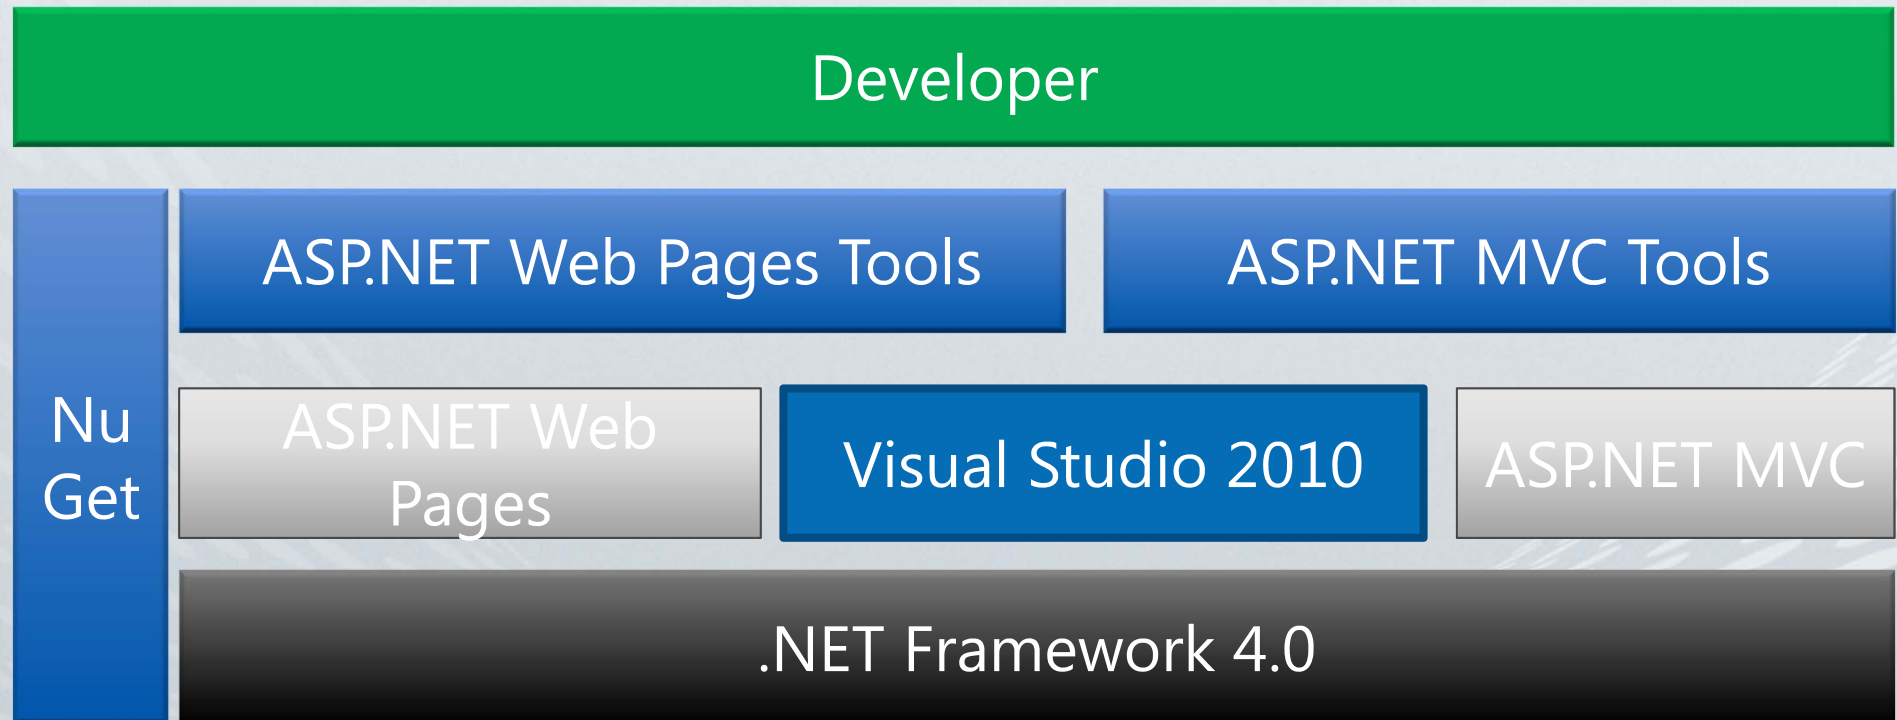 Developer
ASP.NET Web Pages Tools
ASP.NET MVC Tools
Nu
Get
ASP.NET Web
Pages
Visual Studio 2010
ASP.NET MVC
.NET Framework 4.0